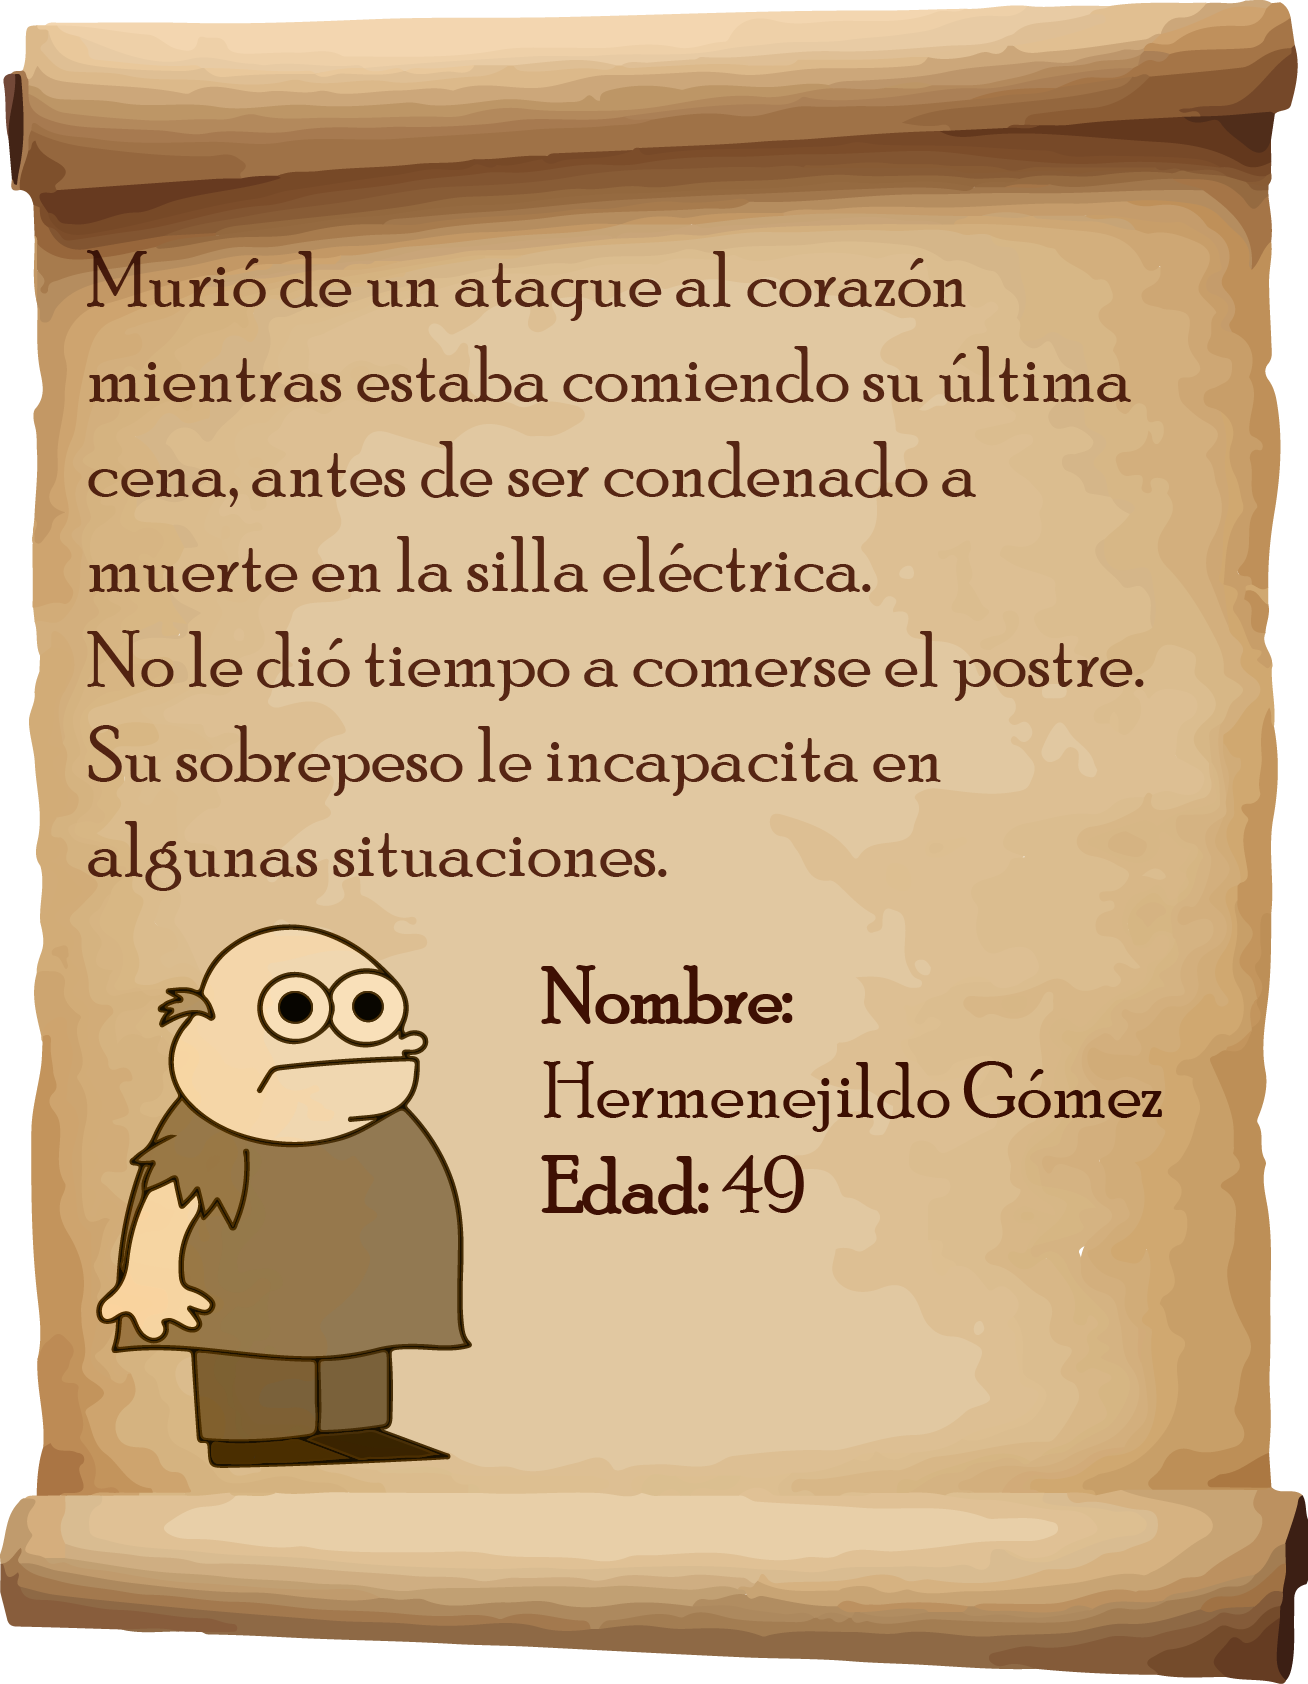 Murió de un ataque al corazón
mientras estaba comiendo su última
cena, antes de ser condenado a
muerte en la silla eléctrica.
No le dió tiempo a comerse el postre.
Su sobrepeso le incapacita en
algunas situaciones.
Nombre:
Hermenejildo Gómez
Edad: 49